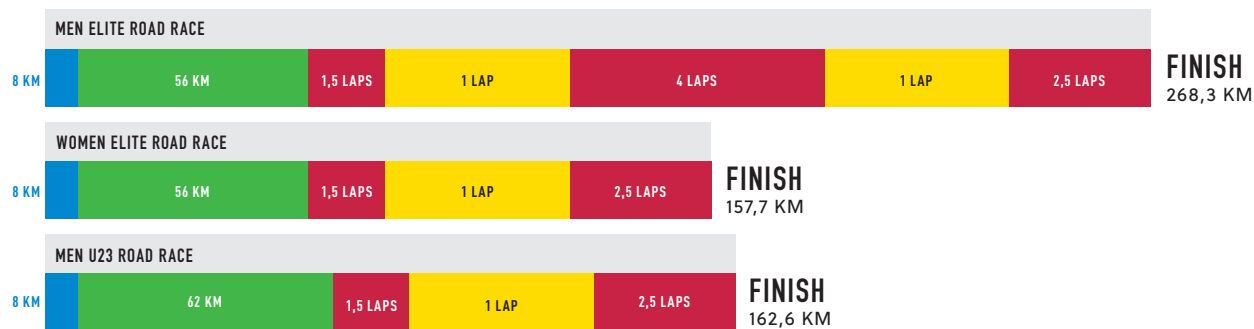 MEN ELITE ROAD RACE
8 KM 56 KM 1,5 LAPS 1 LAP 4 LAPS 1 LAP 2,5 LAPS FINISH
268,3 KM
WOMEN ELITE ROAD RACE
8 KM 56 KM 1,5 LAPS 1 LAP 2,5 LAPS FINISH
157,7 KM
MEN U23 ROAD RACE
8 KM 62 KM 1,5 LAPS 1 LAP 2,5 LAPS FINISH
162,6 KM